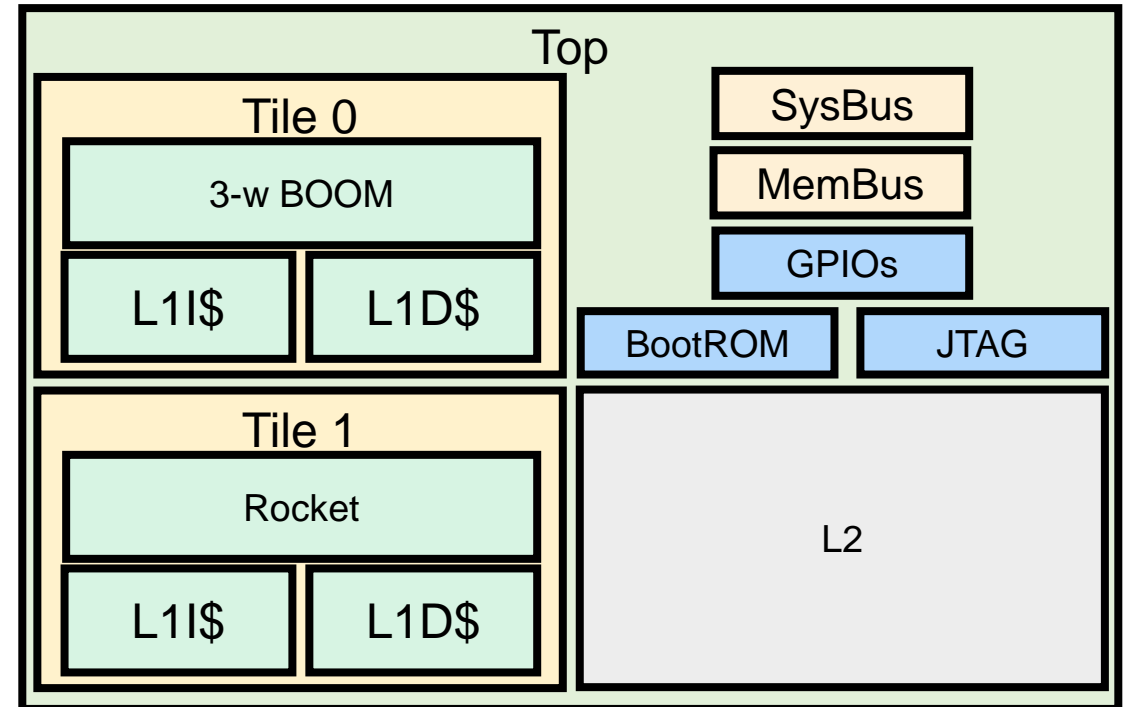 Top
Tile 0
3-w BOOM
L1I$
L1D$
Tile 1
Rocket
L1I$
L1D$
SysBus
MemBus
GPIOs
BootROM
JTAG
L2